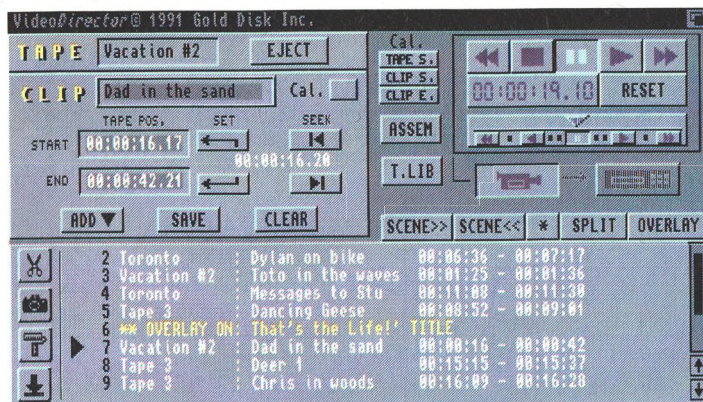 VideoDirector © 1991 Gold Disk Inc.
TAPE Vacation #2 EJECT
CLIP Dad in the sand Cal.
TAPE POS. SET SEEK
START 00:00:16.17
00:00:16.20
END 00:00:42.21
ADD SAVE CLEAR
Cal.
TAPE S.
CLIP S.
CLIP E.
ASSEM
T.LIB
00:00:19.10 RESET
SCENE>> SCENE<< * SPLIT OVERLAY
2 Toronto : Dylan on bike 00:06:36 - 00:07:17
3 Vacation #2 : Toto in the waves 00:01:25 - 00:01:36
4 Toronto : Messages to Stu 00:11:08 - 00:11:30
5 Tape 3 : Dancing Geese 00:08:52 - 00:09:01
6 ** OVERLAY ON: That's the Life!' TITLE
7 Vacation #2 : Dad in the sand 00:00:16 - 00:00:42
8 Tape 3 : Deer 1 00:15:15 - 00:15:37
9 Tape 3 : Chris in woods 00:16:09 - 00:16:28